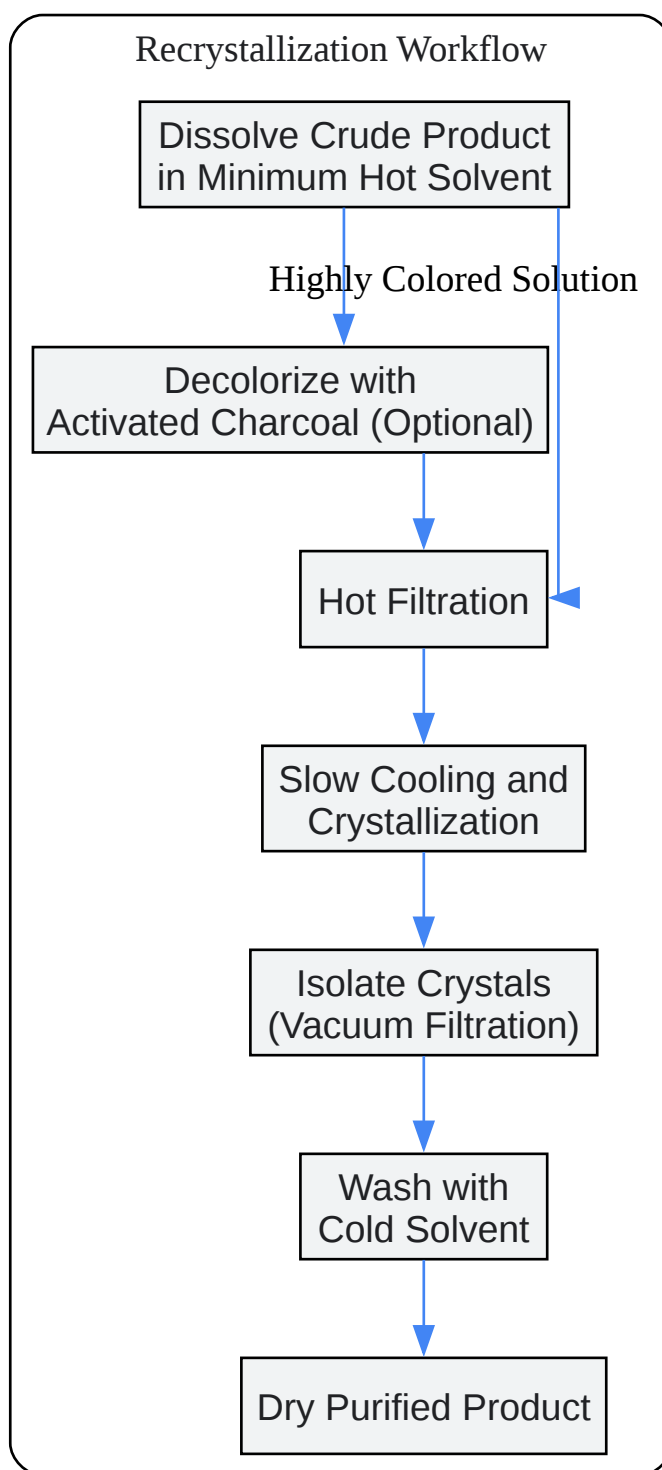 Recrystallization Workflow
Dissolve Crude Product
in Minimum Hot Solvent
Highly Colored Solution
Decolorize with
Activated Charcoal (Optional)
Hot Filtration
Slow Cooling and
Crystallization
Isolate Crystals
(Vacuum Filtration)
Wash with
Cold Solvent
Dry Purified Product